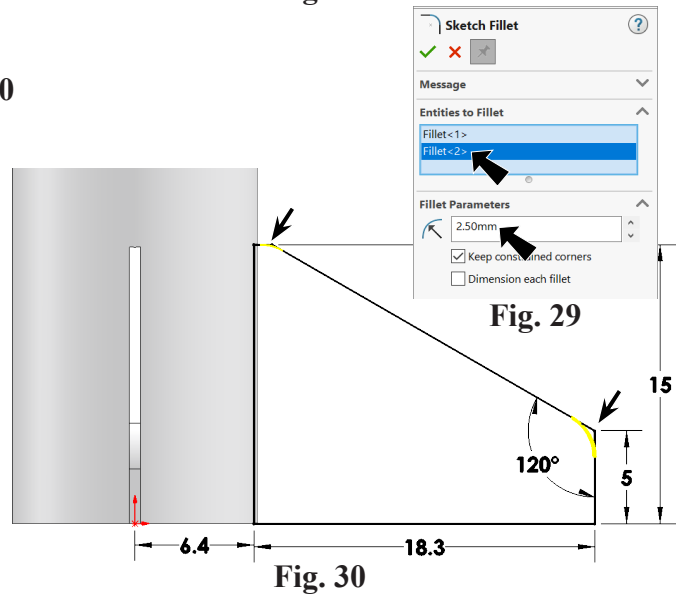 Sketch Fillet
?
Message
Entities to Fillet
Fillet<1>
Fillet<2>
Fillet Parameters
2.50mm
Keep constrained corners
Dimension each fillet
Fig. 29
0
15
120°
5
6.4
18.3
Fig. 30